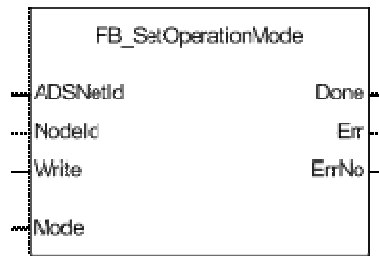 FB_SetOperationMode
ADSNetId Done
NodeId Err
Write ErrNo
Mode